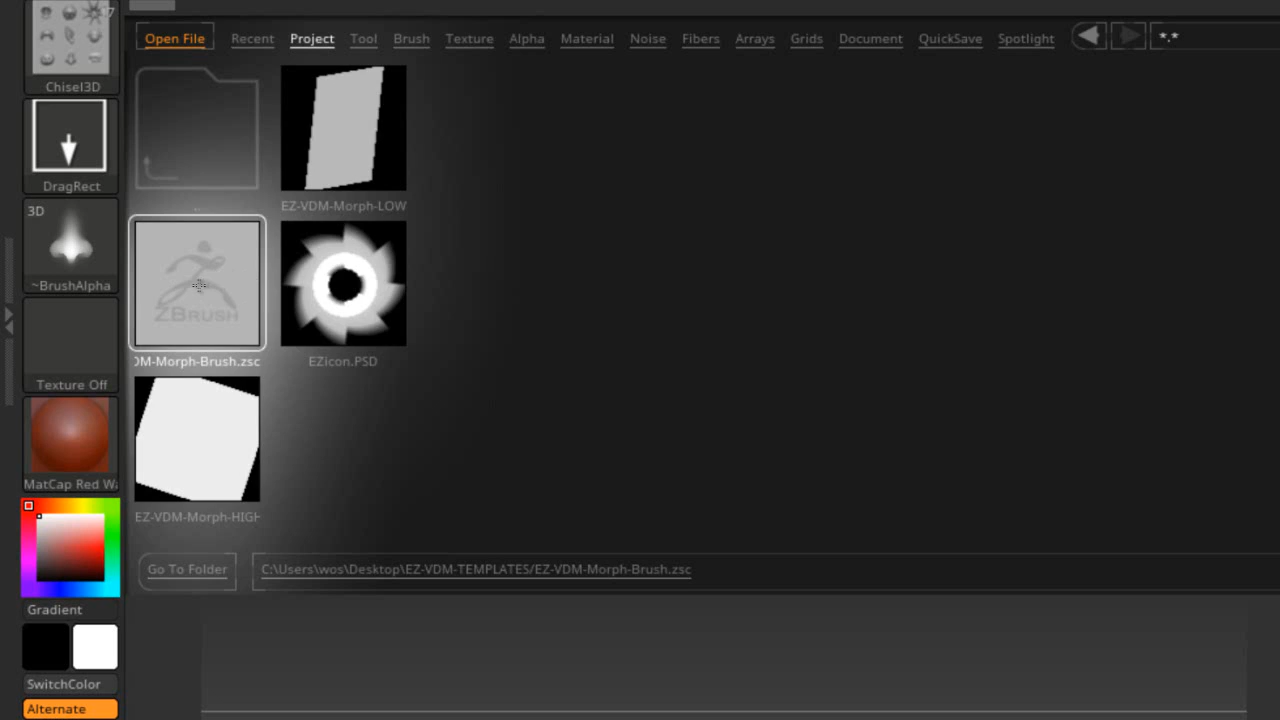 Chisel3D
DragRect
3D
~BrushAlpha
Texture Off
MatCap Red Wa
Gradient
SwitchColor
Alternate
Open File Recent Project Tool Brush Texture Alpha Material Noise Fibers Arrays Grids Document QuickSave Spotlight *.*
..
EZ-VDM-Morph-LOW
ZBRUSH
DM-Morph-Brush.zsc
EZicon.PSD
EZ-VDM-Morph-HIGH
Go To Folder
C:\Users\wos\Desktop\EZ-VDM-TEMPLATES/EZ-VDM-Morph-Brush.zsc